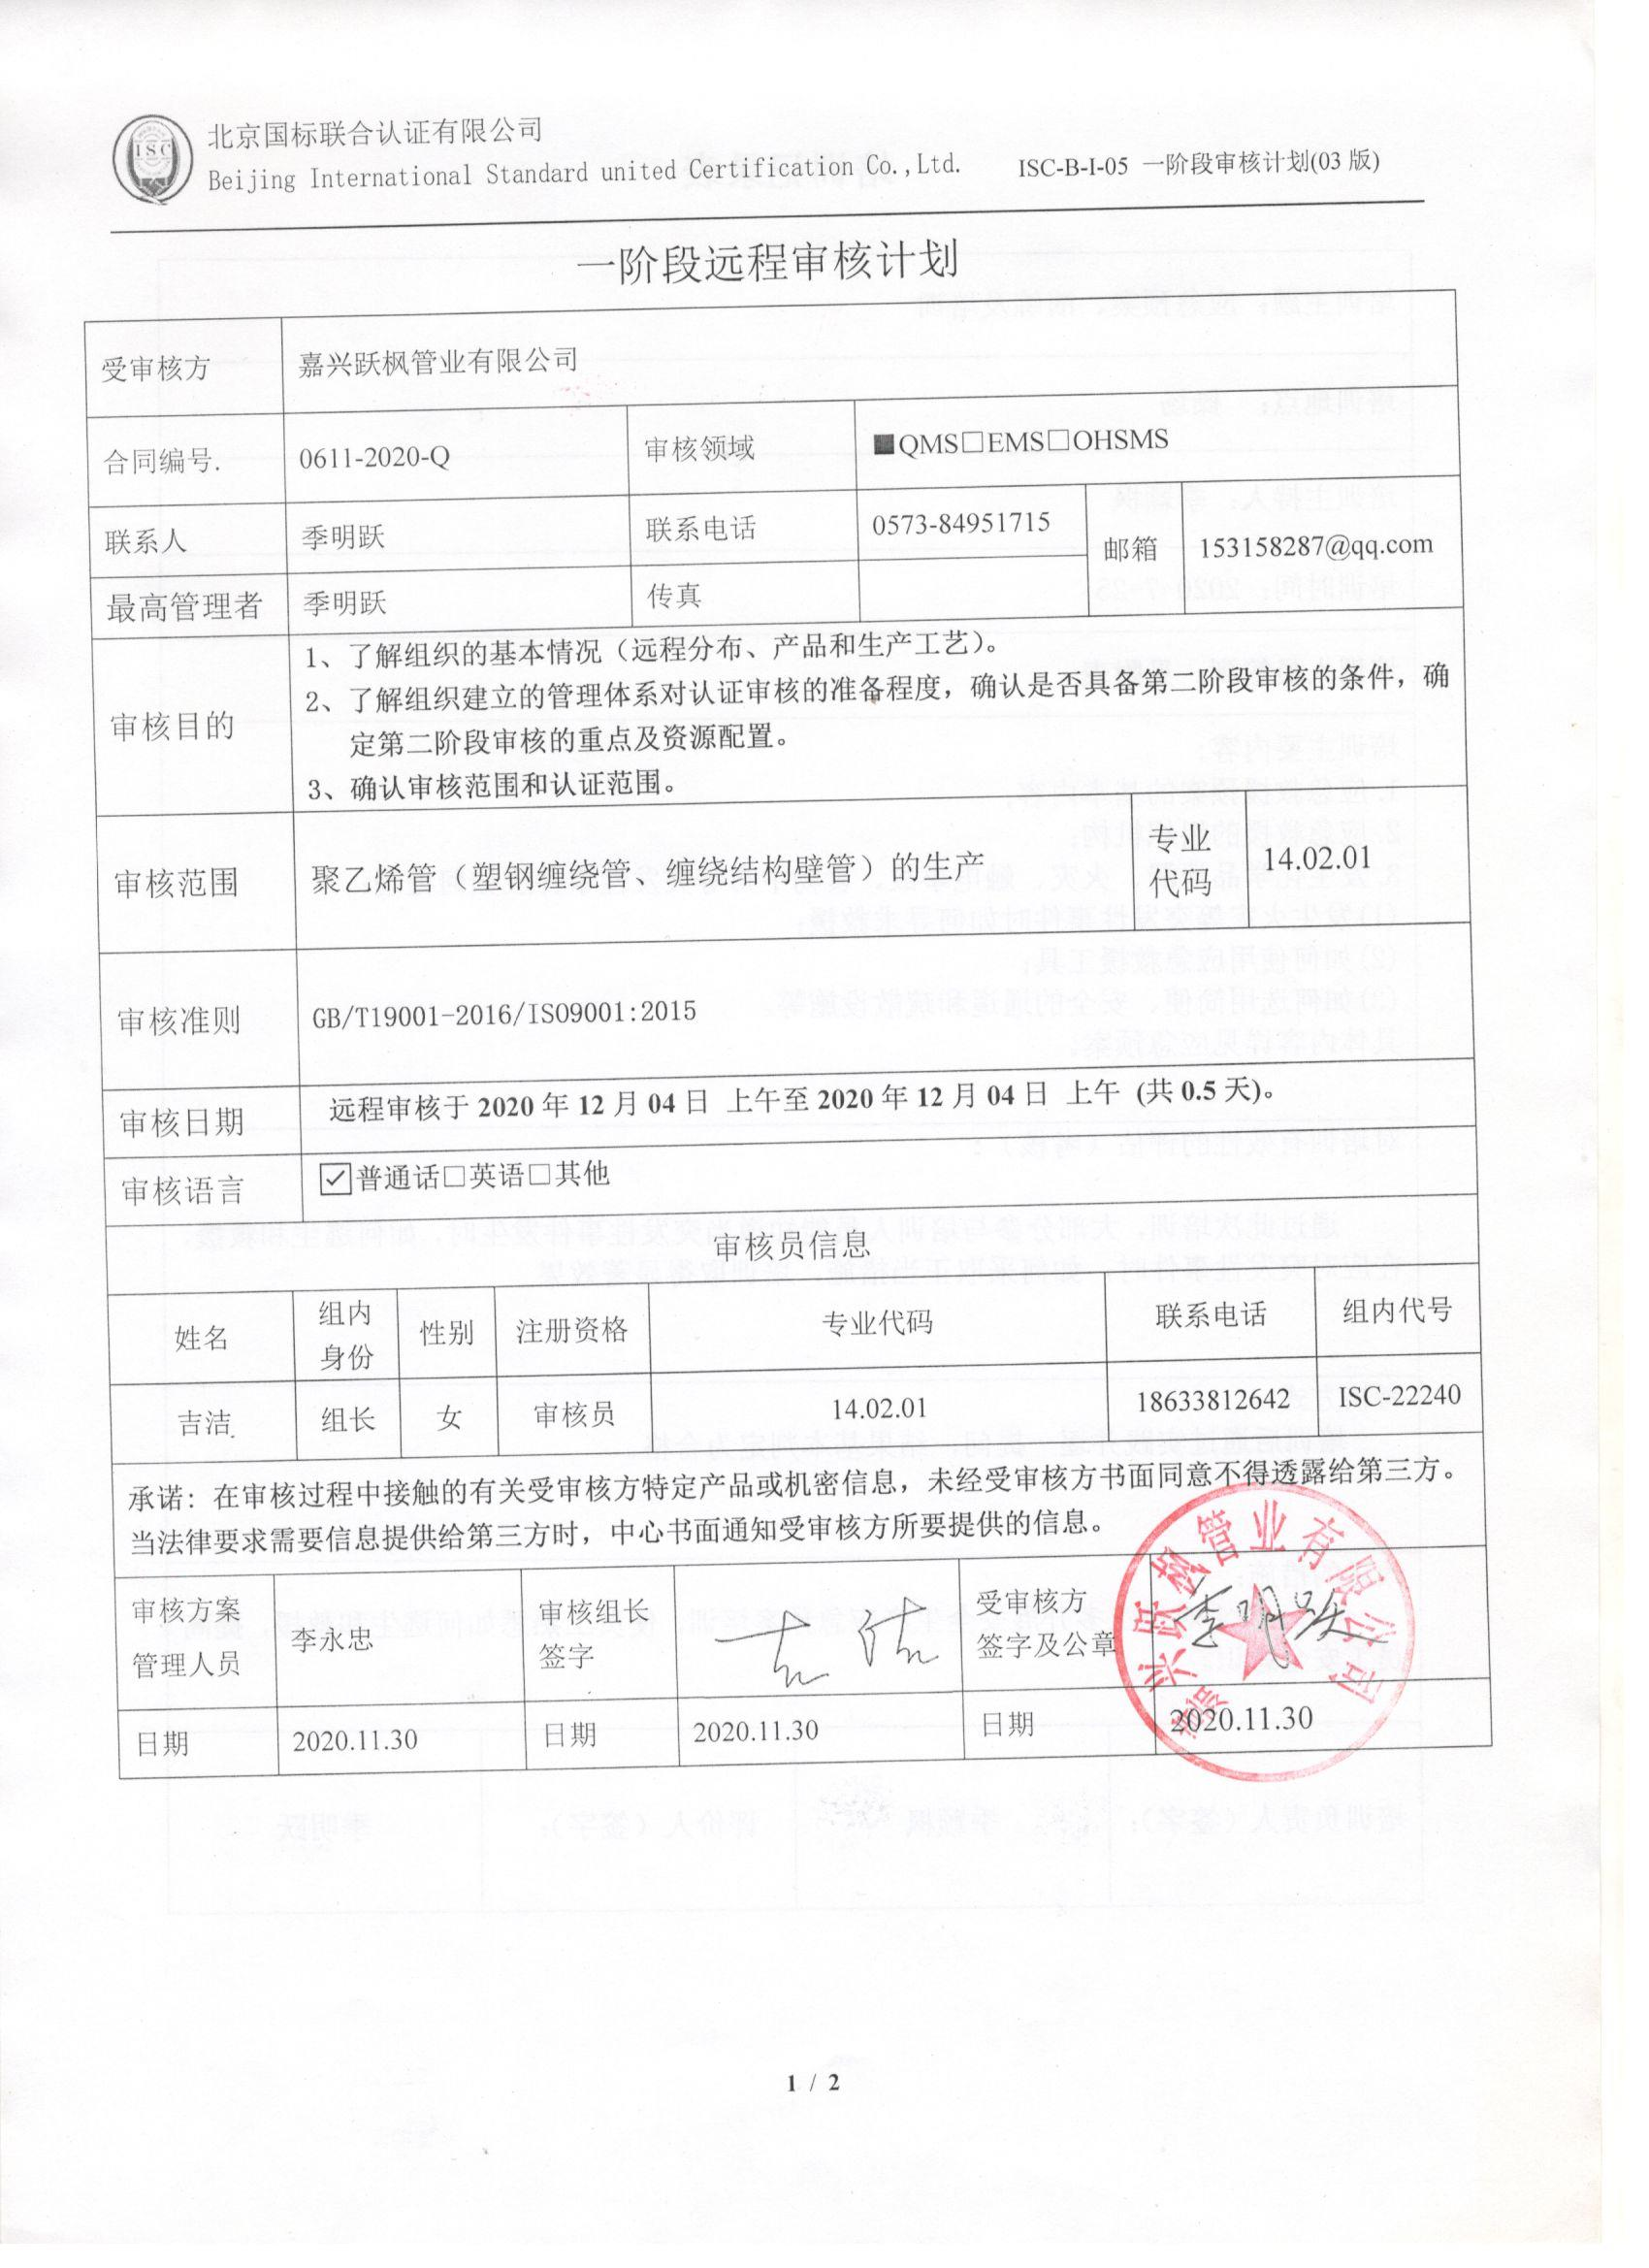 北京国标联合认证有限公司
Beijing International Standard united Certification Co.,Ltd. ISC-B-I-05 一阶段审核计划(03 版)
ISC
一阶段远程审核计划
受审核方 嘉兴跃枫管业有限公司
合同编号. 0611-2020-Q 审核领域 ■QMS□EMS□OHSMS
联系人 季明跃 联系电话 0573-84951715 邮箱 153158287@qq.com
最高管理者 季明跃 传真
审核目的
1、了解组织的基本情况（远程分布、产品和生产工艺）。
2、了解组织建立的管理体系对认证审核的准备程度，确认是否具备第二阶段审核的条件，确
定第二阶段审核的重点及资源配置。
3、确认审核范围和认证范围。
审核范围 聚乙烯管（塑钢缠绕管、缠绕结构壁管）的生产 专业代码 14.02.01
审核准则 GB/T19001-2016/ISO9001:2015
审核日期 远程审核于 2020 年 12 月 04 日 上午至 2020 年 12 月 04 日 上午 (共 0.5 天)。
审核语言 ☑普通话□英语□其他
审核员信息
姓名 组内身份 性别 注册资格 专业代码 联系电话 组内代号
吉洁 组长 女 审核员 14.02.01 18633812642 ISC-22240
承诺：在审核过程中接触的有关受审核方特定产品或机密信息，未经受审核方书面同意不得透露给第三方。
当法律要求需要信息提供给第三方时，中心书面通知受审核方所要提供的信息。
审核方案管理人员 李永忠 审核组长签字 吉洁 受审核方签字及公章 季明跃
嘉兴跃枫管业有限公司
日期 2020.11.30 日期 2020.11.30 日期 2020.11.30
1 / 2